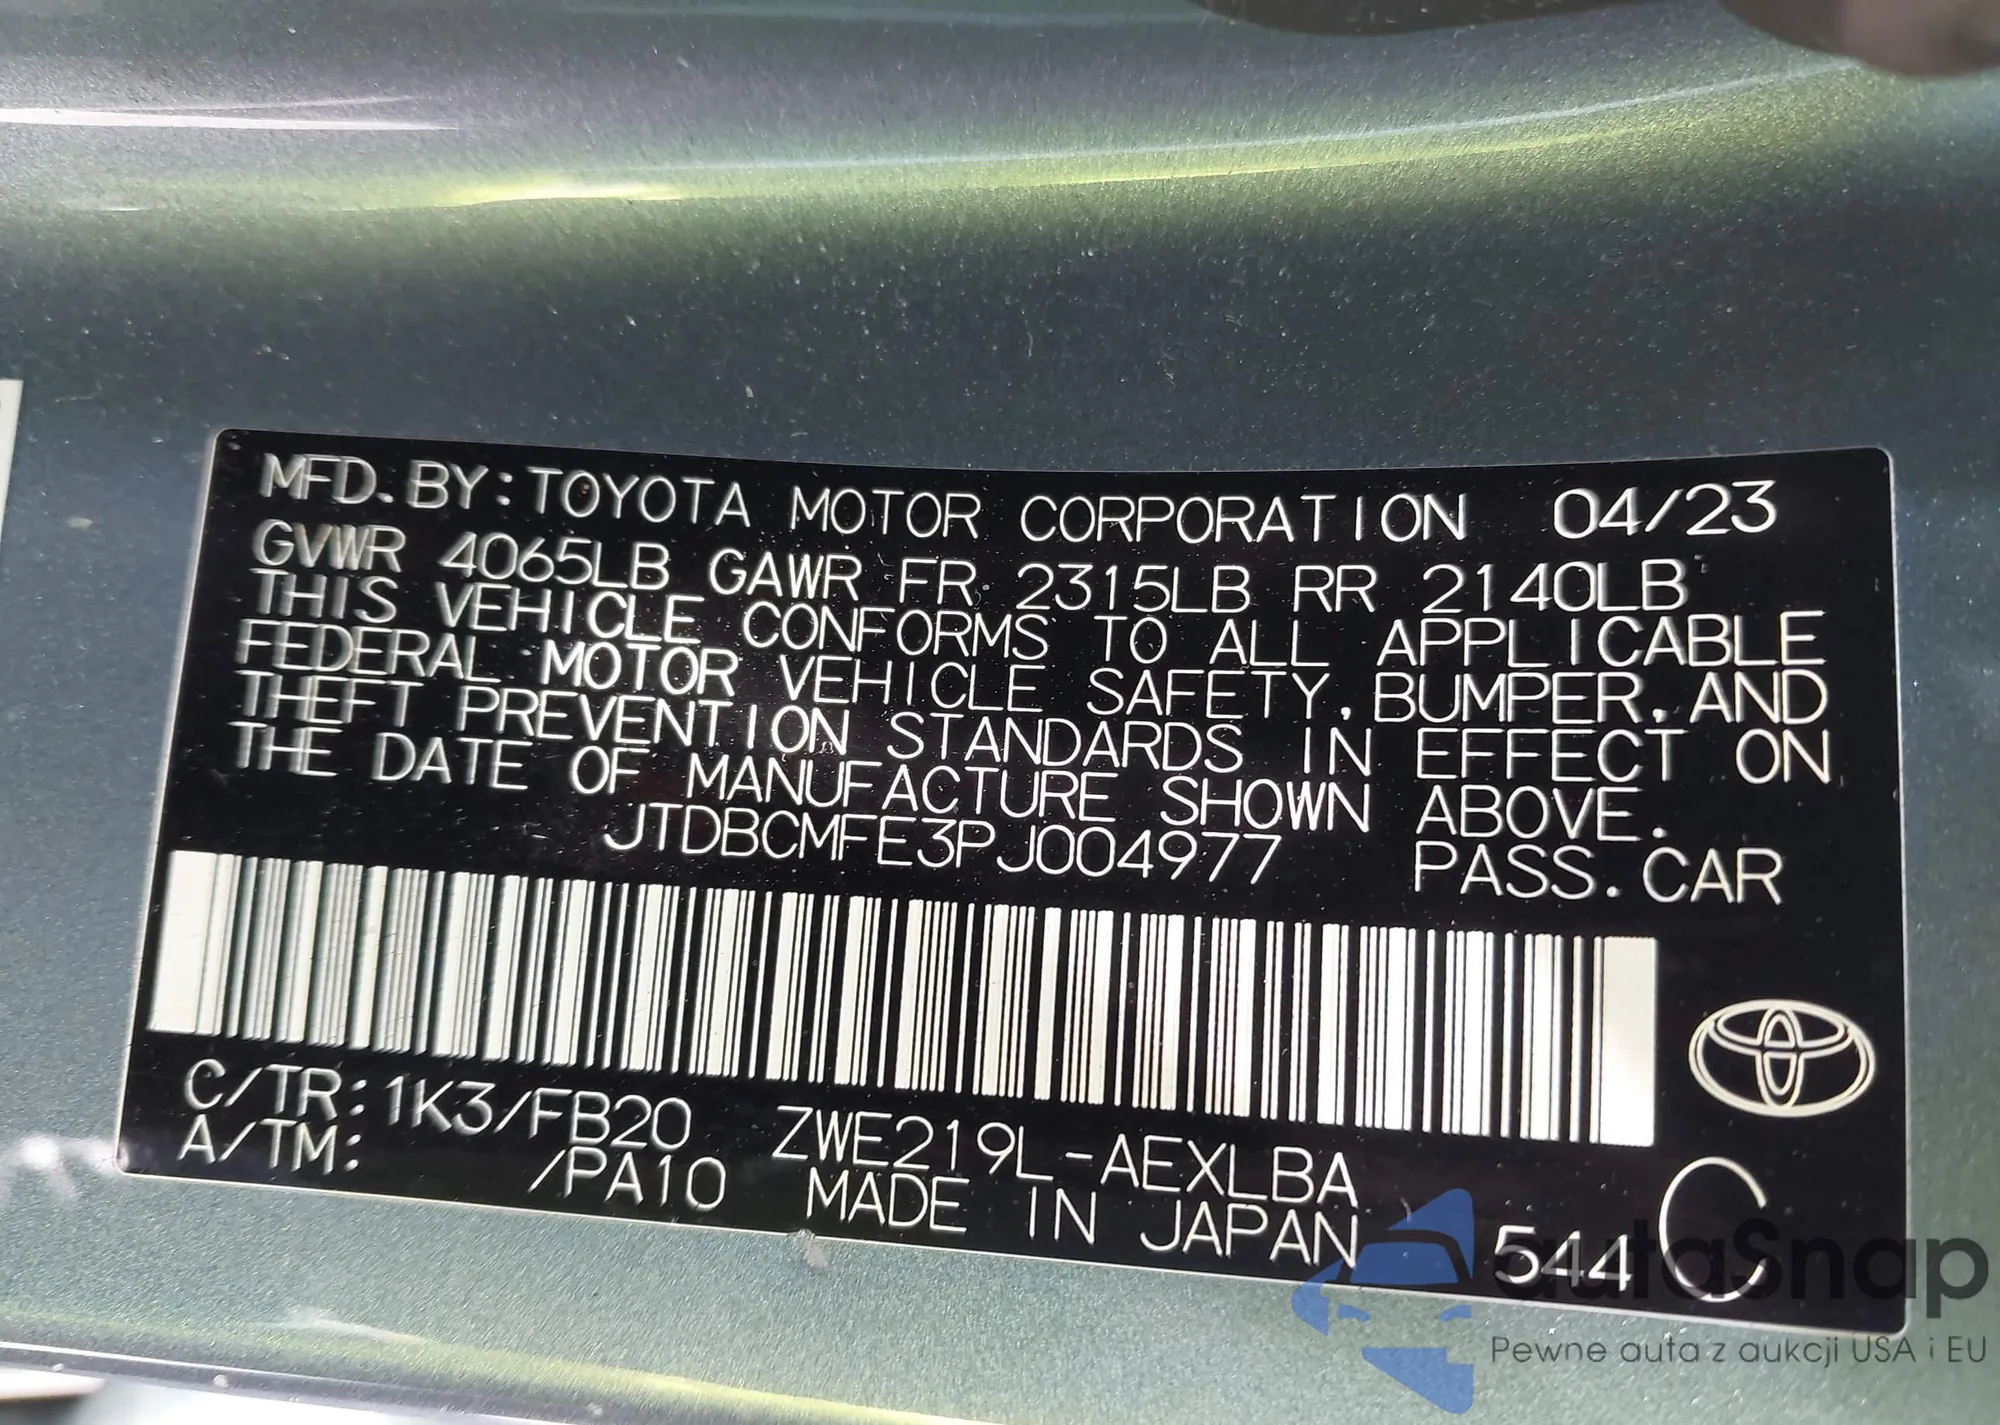 MFD. BY: TOYOTA MOTOR CORPORATION 04/23
GVWR 4065LB GAWR FR 2315LB RR 2140LB
THIS VEHICLE CONFORMS TO ALL APPLICABLE
FEDERAL MOTOR VEHICLE SAFETY, BUMPER, AND
THEFT PREVENTION STANDARDS IN EFFECT ON
THE DATE OF MANUFACTURE SHOWN ABOVE.
JTDBCMFE3PJ004977 PASS. CAR
C/TR: 1K3/FB20 ZWE219L-AEXLBA
A/TM: /PA10 MADE IN JAPAN 544 C
autoSnap
Pewne auta z aukcji USA i EU